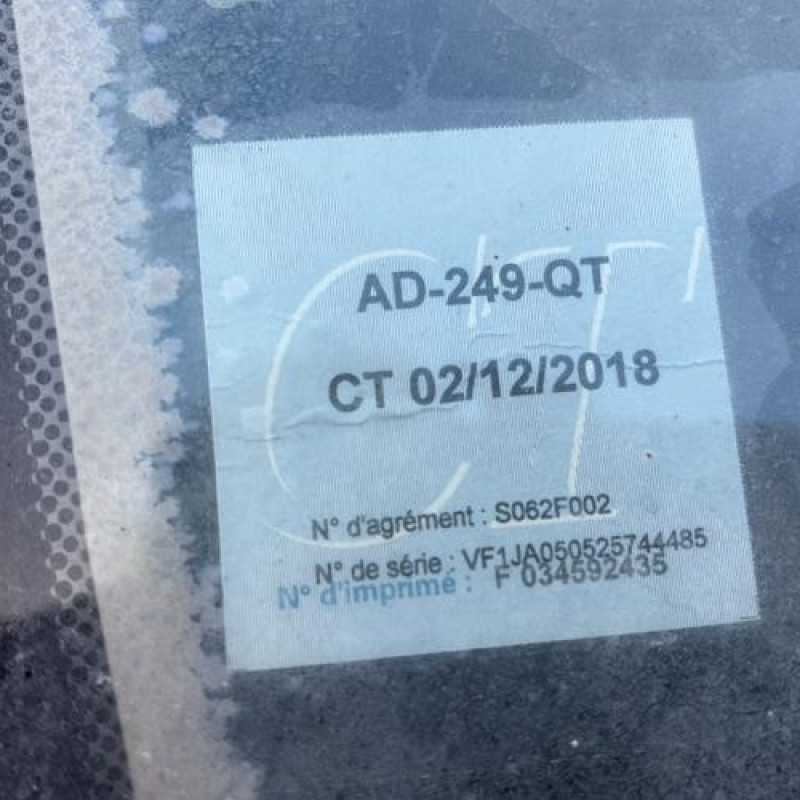 AD-249-QT
CT 02/12/2018
N° d'agrément : S062F002
N° de série : VF1JA050525744485
N° d'imprimé : F 034592435